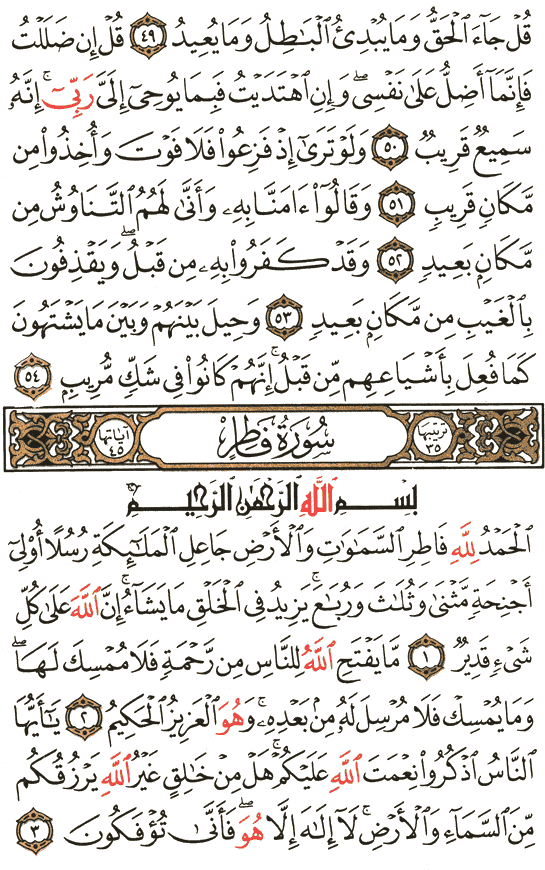 قُلْ جَآءَ ٱلْحَقُّ وَمَا يُبْدِئُ ٱلْبَـٰطِلُ وَمَا يُعِيدُ ٤٩ قُلْ إِن ضَلَلْتُ
فَإِنَّمَآ أَضِلُّ عَلَىٰ نَفْسِى ۖ وَإِنِ ٱهْتَدَيْتُ فَبِمَا يُوحِىٓ إِلَىَّ رَبِّىٓ ۚ إِنَّهُۥ
سَمِيعٌ قَرِيبٌ ٥٠ وَلَوْ تَرَىٰٓ إِذْ فَزِعُوا۟ فَلَا فَوْتَ وَأُخِذُوا۟ مِن
مَّكَانٍ قَرِيبٍ ٥١ وَقَالُوٓا۟ ءَامَنَّا بِهِۦ وَأَنَّىٰ لَهُمُ ٱلتَّنَاوُشُ مِن
مَّكَانٍۭ بَعِيدٍ ٥٢ وَقَدْ كَفَرُوا۟ بِهِۦ مِن قَبْلُ ۖ وَيَقْذِفُونَ
بِٱلْغَيْبِ مِن مَّكَانٍۭ بَعِيدٍ ٥٣ وَحِيلَ بَيْنَهُمْ وَبَيْنَ مَا يَشْتَهُونَ
كَمَا فُعِلَ بِأَشْيَاعِهِم مِّن قَبْلُ ۚ إِنَّهُمْ كَانُوا۟ فِى شَكٍّ مُّرِيبٍۭ ٥٤
ترتيبها ٣٥ سُورَةُ فَاطِرٍ آياتها ٤٥
بِسْمِ ٱللَّهِ ٱلرَّحْمَـٰنِ ٱلرَّحِيمِ
ٱلْحَمْدُ لِلَّهِ فَاطِرِ ٱلسَّمَـٰوَٰتِ وَٱلْأَرْضِ جَاعِلِ ٱلْمَلَـٰٓئِكَةِ رُسُلًا أُو۟لِىٓ
أَجْنِحَةٍ مَّثْنَىٰ وَثُلَـٰثَ وَرُبَـٰعَ ۚ يَزِيدُ فِى ٱلْخَلْقِ مَا يَشَآءُ ۚ إِنَّ ٱللَّهَ عَلَىٰ كُلِّ
شَىْءٍ قَدِيرٌ ١ مَّا يَفْتَحِ ٱللَّهُ لِلنَّاسِ مِن رَّحْمَةٍ فَلَا مُمْسِكَ لَهَا ۖ
وَمَا يُمْسِكْ فَلَا مُرْسِلَ لَهُۥ مِنۢ بَعْدِهِۦ ۚ وَهُوَ ٱلْعَزِيزُ ٱلْحَكِيمُ ٢ يَـٰٓأَيُّهَا
ٱلنَّاسُ ٱذْكُرُوا۟ نِعْمَتَ ٱللَّهِ عَلَيْكُمْ ۚ هَلْ مِنْ خَـٰلِقٍ غَيْرُ ٱللَّهِ يَرْزُقُكُم
مِّنَ ٱلسَّمَآءِ وَٱلْأَرْضِ ۚ لَآ إِلَـٰهَ إِلَّا هُوَ ۖ فَأَنَّىٰ تُؤْفَكُونَ ٣